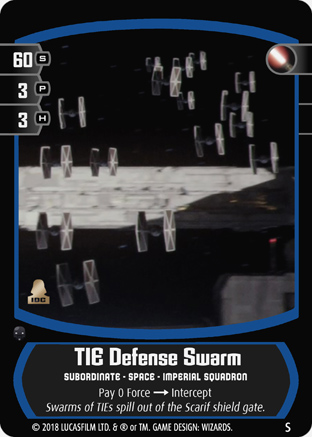 60 S
3 P
3 H
IDC
TIE Defense Swarm
SUBORDINATE - SPACE - IMPERIAL SQUADRON
Pay 0 Force → Intercept
Swarms of TIEs spill out of the Scarif shield gate.
© 2018 LUCASFILM LTD. & ® or TM. GAME DESIGN: WIZARDS. S